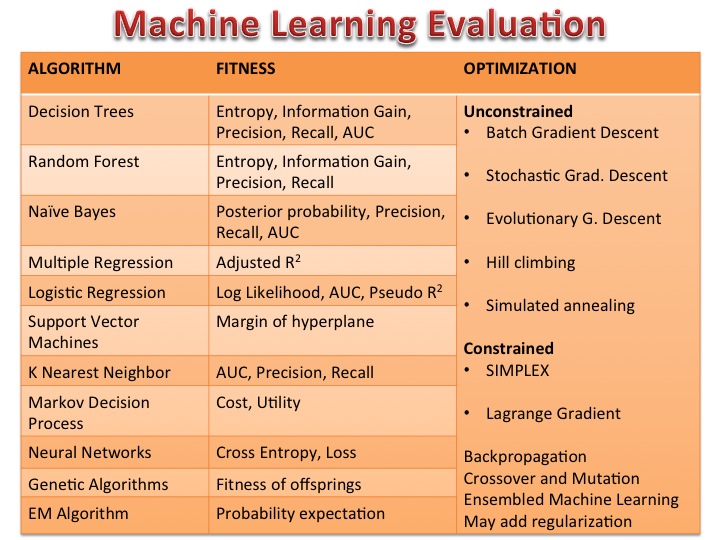 Machine Learning Evaluation
ALGORITHM FITNESS OPTIMIZATION
Decision Trees
Entropy, Information Gain,
Precision, Recall, AUC
Random Forest
Entropy, Information Gain,
Precision, Recall
Naïve Bayes
Posterior probability, Precision,
Recall, AUC
Multiple Regression
Adjusted R²
Logistic Regression
Log Likelihood, AUC, Pseudo R²
Support Vector
Machines
Margin of hyperplane
K Nearest Neighbor
AUC, Precision, Recall
Markov Decision
Process
Cost, Utility
Neural Networks
Cross Entropy, Loss
Genetic Algorithms
Fitness of offsprings
EM Algorithm
Probability expectation
Unconstrained
• Batch Gradient Descent
• Stochastic Grad. Descent
• Evolutionary G. Descent
• Hill climbing
• Simulated annealing
Constrained
• SIMPLEX
• Lagrange Gradient
Backpropagation
Crossover and Mutation
Ensembled Machine Learning
May add regularization